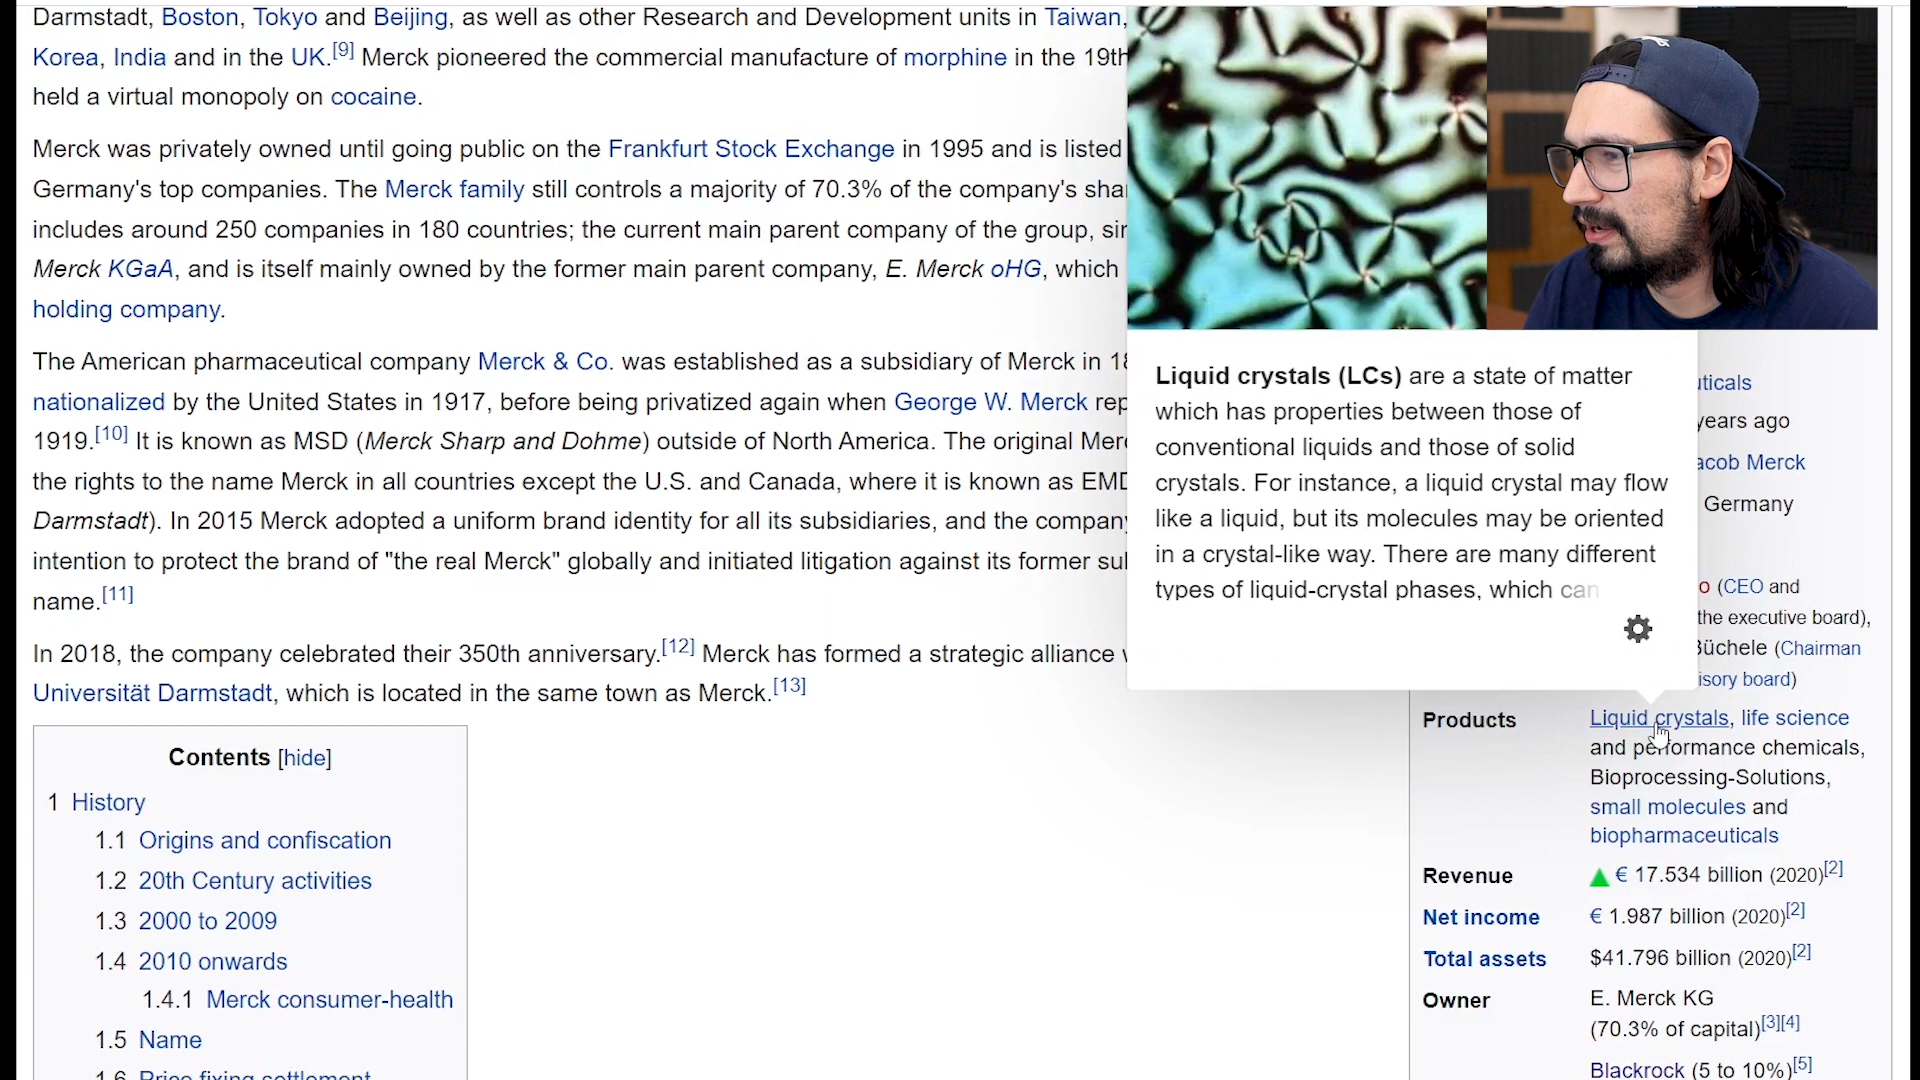 Darmstadt, Boston, Tokyo and Beijing, as well as other Research and Development units in Taiwan,
Korea, India and in the UK.[9] Merck pioneered the commercial manufacture of morphine in the 19th
held a virtual monopoly on cocaine.
Merck was privately owned until going public on the Frankfurt Stock Exchange in 1995 and is listed
Germany's top companies. The Merck family still controls a majority of 70.3% of the company's
includes around 250 companies in 180 countries; the current main parent company of the group,
Merck KGaA, and is itself mainly owned by the former main parent company, E. Merck oHG, which
holding company.
The American pharmaceutical company Merck & Co. was established as a subsidiary of Merck in
nationalized by the United States in 1917, before being privatized again when George W. Merck
1919.[10] It is known as MSD (Merck Sharp and Dohme) outside of North America. The original
the rights to the name Merck in all countries except the U.S. and Canada, where it is known as EMD
Darmstadt). In 2015 Merck adopted a uniform brand identity for all its subsidiaries, and the company
intention to protect the brand of "the real Merck" globally and initiated litigation against its former
name.[11]
In 2018, the company celebrated their 350th anniversary.[12] Merck has formed a strategic alliance
Universität Darmstadt, which is located in the same town as Merck.[13]
Contents [hide]
1 History
1.1 Origins and confiscation
1.2 20th Century activities
1.3 2000 to 2009
1.4 2010 onwards
1.4.1 Merck consumer-health
1.5 Name
1.6 Price fixing settlement
Liquid crystals (LCs) are a state of matter
which has properties between those of
conventional liquids and those of solid
crystals. For instance, a liquid crystal may flow
like a liquid, but its molecules may be oriented
in a crystal-like way. There are many different
types of liquid-crystal phases, which can
uticals
years ago
acob Merck
Germany
o (CEO and
the executive board),
Büchele (Chairman
isory board)
Products Liquid crystals, life science
and performance chemicals,
Bioprocessing-Solutions,
small molecules and
biopharmaceuticals
Revenue ▲ € 17.534 billion (2020)[2]
Net income € 1.987 billion (2020)[2]
Total assets $41.796 billion (2020)[2]
Owner E. Merck KG
(70.3% of capital)[3][4]
Blackrock (5 to 10%)[5]